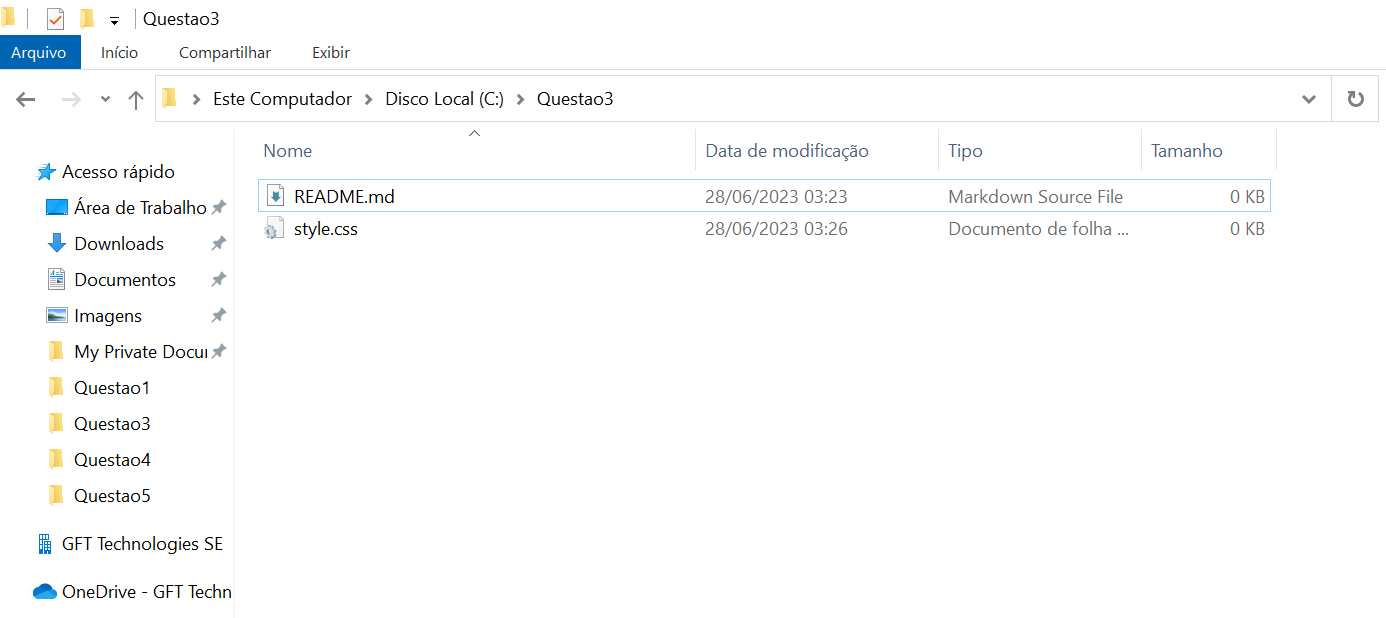 Questao3
Arquivo Início Compartilhar Exibir
Este Computador Disco Local (C:) Questao3
Nome Data de modificação Tipo Tamanho
README.md 28/06/2023 03:23 Markdown Source File 0 KB
style.css 28/06/2023 03:26 Documento de folha ... 0 KB
Acesso rápido
Área de Trabalho
Downloads
Documentos
Imagens
My Private Docu
Questao1
Questao3
Questao4
Questao5
GFT Technologies SE
OneDrive - GFT Techn